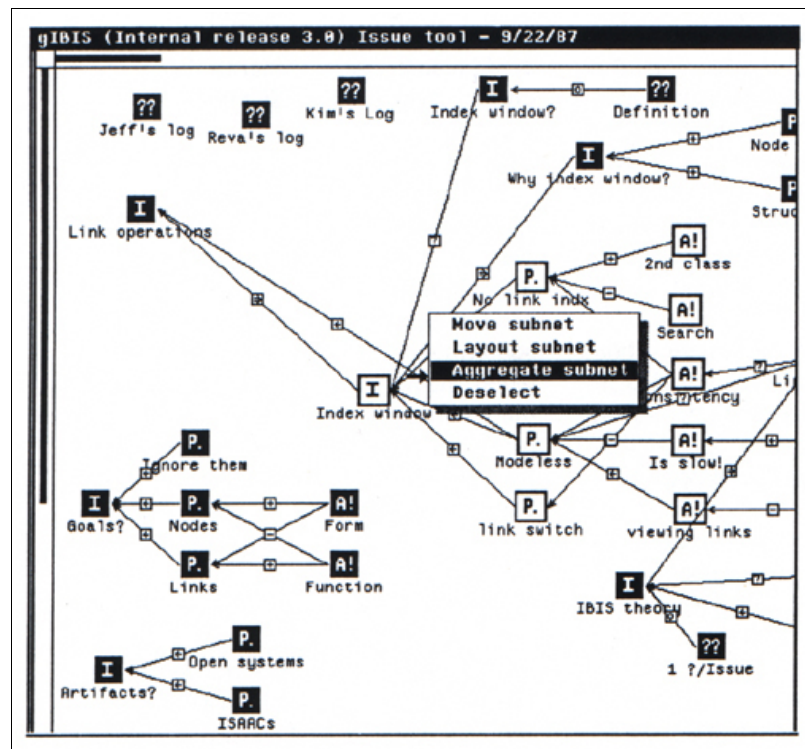 gIBIS (Internal release 3.0) Issue tool - 9/22/87
?? Jeff's log
?? Reva's log
?? Kim's Log
I Index window?
?? Definition
I Why index window?
P. Node
P. Struc
I Link operations
P. No link indx
A! 2nd class
A! Search
Move subnet
Layout subnet
Aggregate subnet
Deselect
I Index window
A!
Li
P. Modeless
A! Is slow!
P. link switch
A! viewing links
P. Ignore them
I Goals?
P. Nodes
A! Form
P. Links
A! Function
I IBIS theory
?? 1 ?/Issue
I Artifacts?
P. Open systems
P. ISAACs